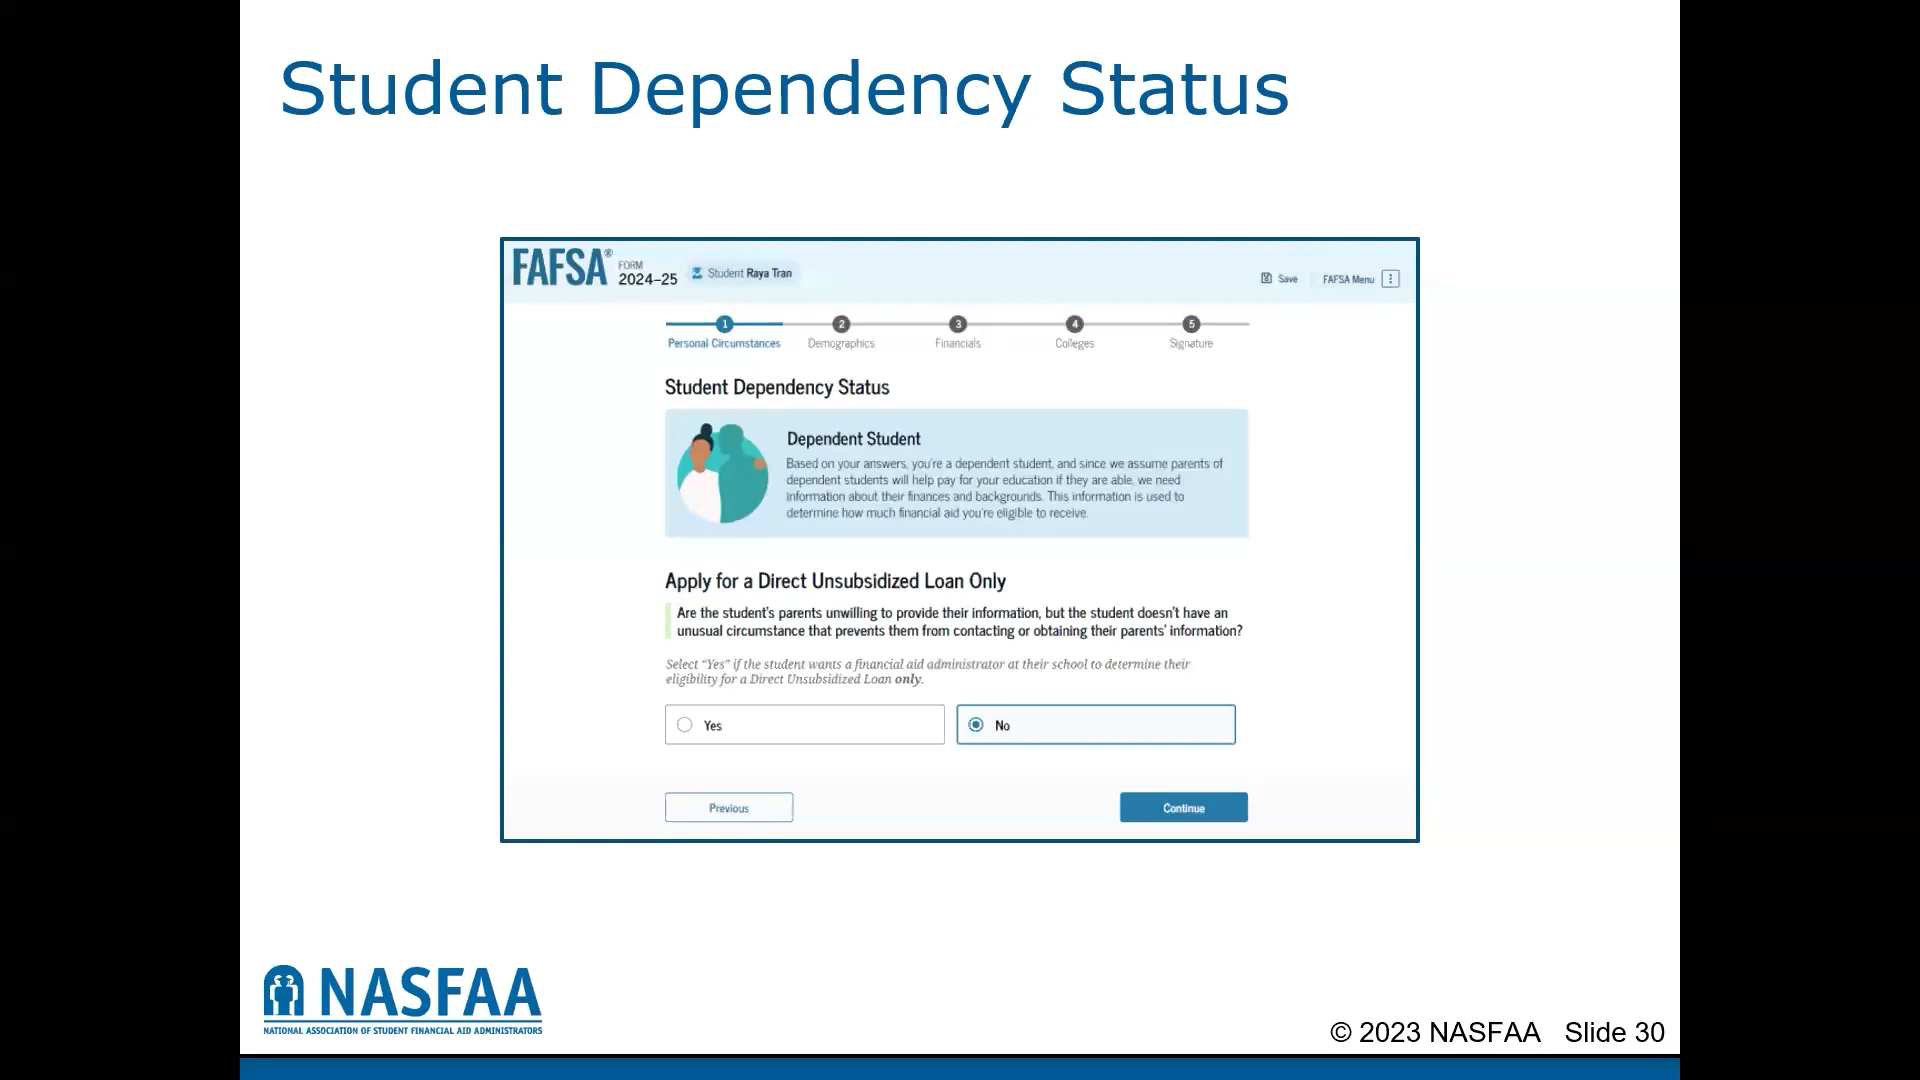 Student Dependency Status
FAFSA®
FORM
2024–25
Student Raya Tran
Save
FAFSA Menu
1
2
3
4
5
Personal Circumstances
Demographics
Financials
Colleges
Signature
Student Dependency Status
Dependent Student
Based on your answers, you're a dependent student, and since we assume parents of
dependent students will help pay for your education if they are able, we need
information about their finances and backgrounds. This information is used to
determine how much financial aid you're eligible to receive.
Apply for a Direct Unsubsidized Loan Only
Are the student's parents unwilling to provide their information, but the student doesn't have an
unusual circumstance that prevents them from contacting or obtaining their parents' information?
Select “Yes” if the student wants a financial aid administrator at their school to determine their
eligibility for a Direct Unsubsidized Loan only.
Yes
No
Previous
Continue
NASFAA
NATIONAL ASSOCIATION OF STUDENT FINANCIAL AID ADMINISTRATORS
© 2023 NASFAA Slide 30